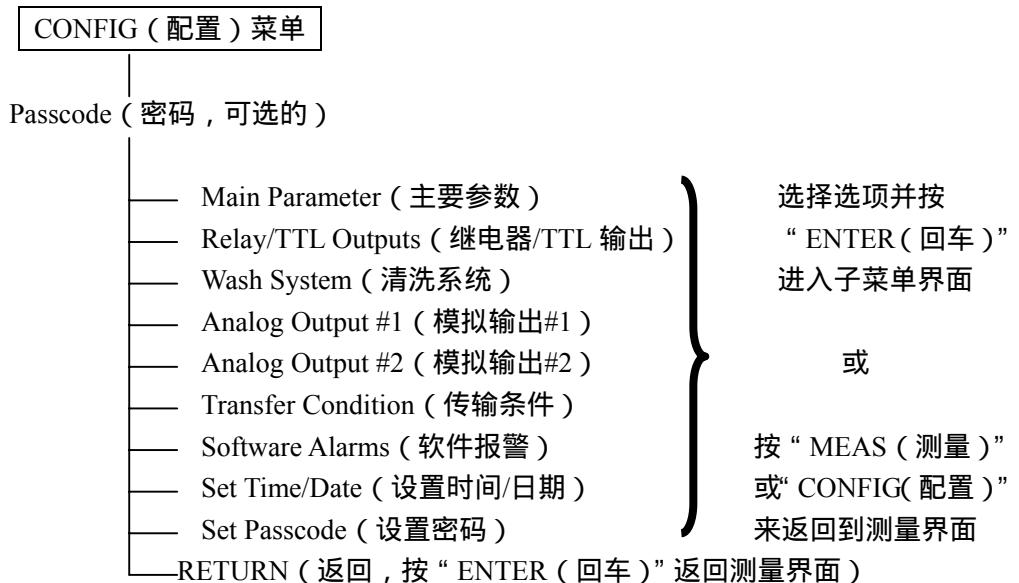 CONFIG（配置）菜单
Passcode（密码，可选的）
Main Parameter（主要参数） 选择选项并按
Relay/TTL Outputs（继电器/TTL 输出） “ENTER（回车）”
Wash System（清洗系统） 进入子菜单界面
Analog Output #1（模拟输出#1）
Analog Output #2（模拟输出#2） 或
Transfer Condition（传输条件）
Software Alarms（软件报警） 按“MEAS（测量）”
Set Time/Date（设置时间/日期） 或“CONFIG（配置）”
Set Passcode（设置密码） 来返回到测量界面
RETURN（返回，按“ENTER（回车）”返回测量界面）